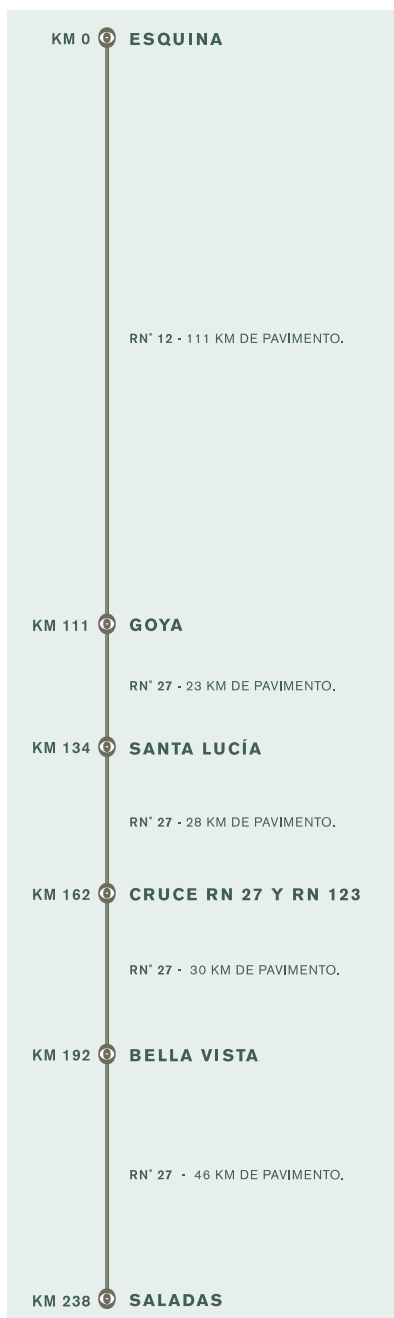 KM 0 ESQUINA
RN° 12 - 111 KM DE PAVIMENTO.
KM 111 GOYA
RN° 27 - 23 KM DE PAVIMENTO.
KM 134 SANTA LUCÍA
RN° 27 - 28 KM DE PAVIMENTO.
KM 162 CRUCE RN 27 Y RN 123
RN° 27 - 30 KM DE PAVIMENTO.
KM 192 BELLA VISTA
RN° 27 - 46 KM DE PAVIMENTO.
KM 238 SALADAS